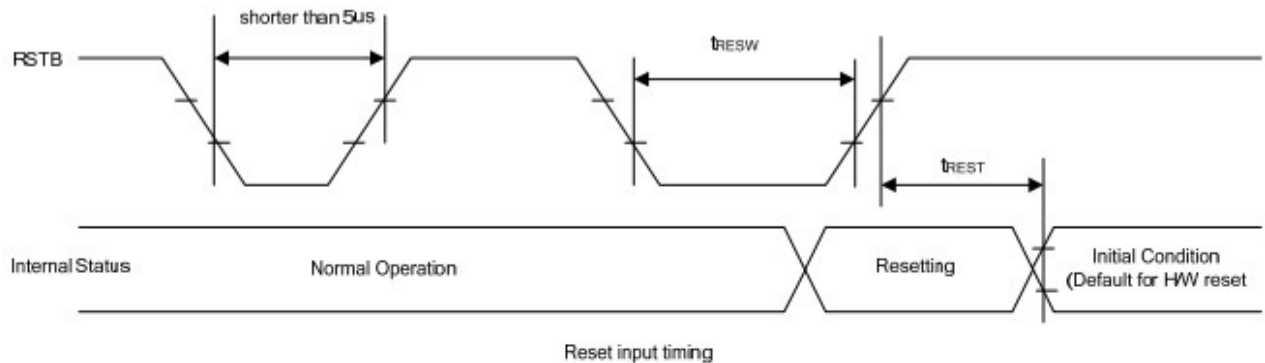 shorter than 5us
RSTB
tRESW
tREST
Internal Status
Normal Operation
Resetting
Initial Condition
(Default for H/W reset
Reset input timing